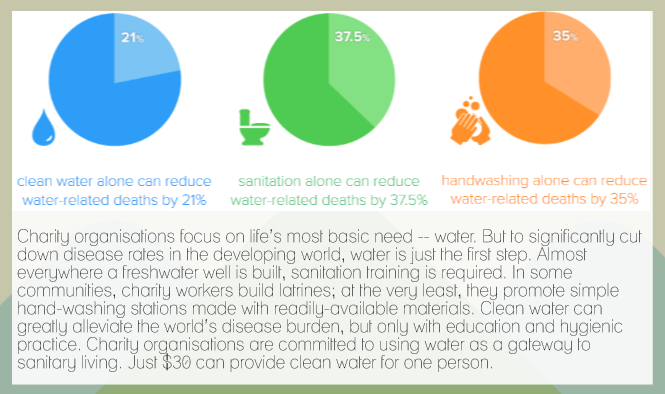 21%
37.5%
35%
clean water alone can reduce
water-related deaths by 21%
sanitation alone can reduce
water-related deaths by 37.5%
handwashing alone can reduce
water-related deaths by 35%
Charity organisations focus on life's most basic need -- water. But to significantly cut
down disease rates in the developing world, water is just the first step. Almost
everywhere a freshwater well is built, sanitation training is required. In some
communities, charity workers build latrines; at the very least, they promote simple
hand-washing stations made with readily-available materials. Clean water can
greatly alleviate the world's disease burden, but only with education and hygienic
practice. Charity organisations are committed to using water as a gateway to
sanitary living. Just $30 can provide clean water for one person.